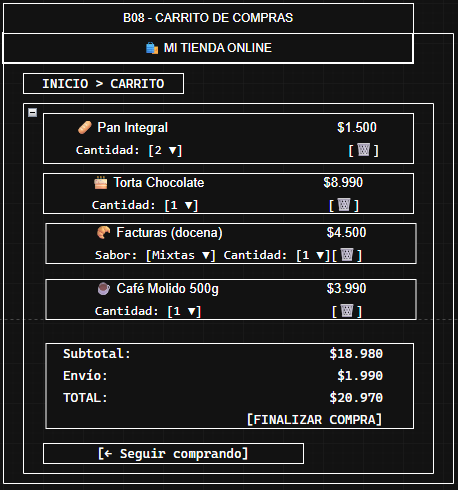 B08 - CARRITO DE COMPRAS
🛍️ MI TIENDA ONLINE
INICIO > CARRITO
🥖 Pan Integral $1.500
Cantidad: [2 ▼] [🗑️]
🎂 Torta Chocolate $8.990
Cantidad: [1 ▼] [🗑️]
🥐 Facturas (docena) $4.500
Sabor: [Mixtas ▼] Cantidad: [1 ▼][🗑️]
☕ Café Molido 500g $3.990
Cantidad: [1 ▼] [🗑️]
Subtotal: $18.980
Envío: $1.990
TOTAL: $20.970
[FINALIZAR COMPRA]
[← Seguir comprando]